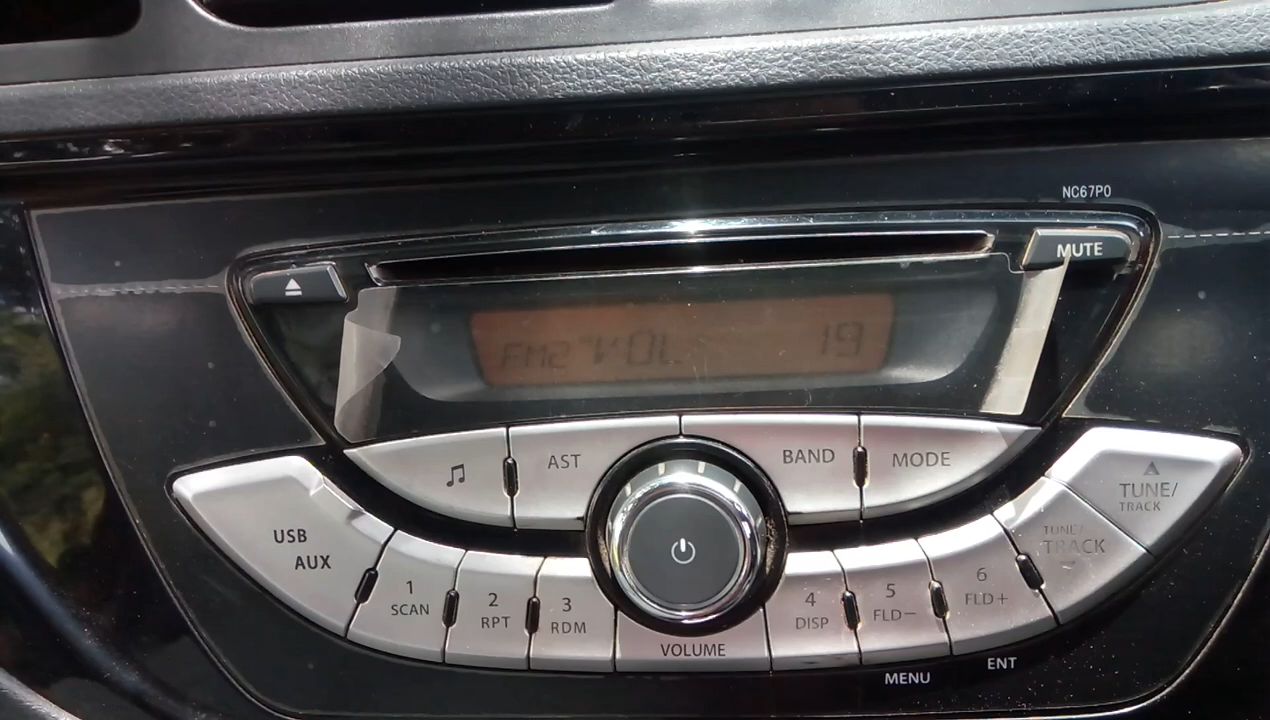 NC67P0
MUTE
FM2 VOL 19
AST
BAND
MODE
USB
AUX
1
SCAN
2
RPT
3
RDM
VOLUME
4
DISP
5
FLD−
6
FLD+
TUNE/
TRACK
TUNE/
TRACK
MENU
ENT